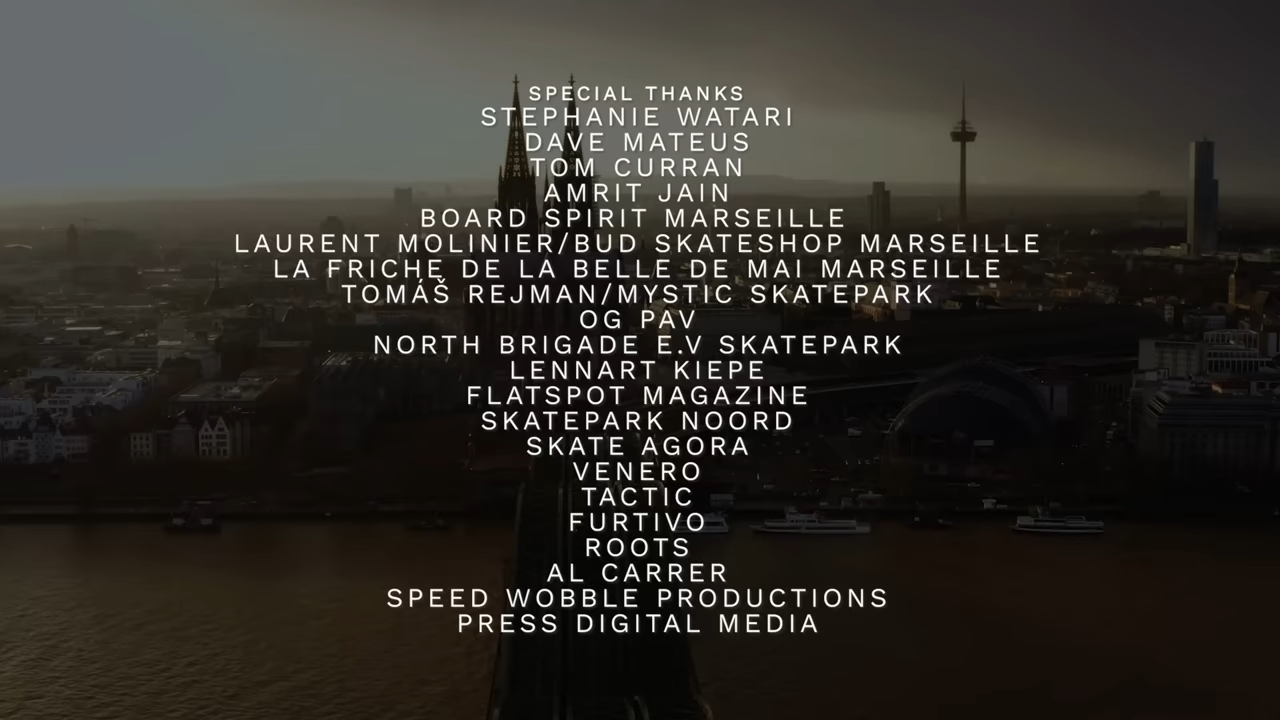 SPECIAL THANKS
STEPHANIE WATARI
DAVE MATEUS
TOM CURRAN
AMRIT JAIN
BOARD SPIRIT MARSEILLE
LAURENT MOLINIER/BUD SKATESHOP MARSEILLE
LA FRICHE DE LA BELLE DE MAI MARSEILLE
TOMÁŠ REJMAN/MYSTIC SKATEPARK
OG PAV
NORTH BRIGADE E.V SKATEPARK
LENNART KIEPE
FLATSPOT MAGAZINE
SKATEPARK NOORD
SKATE AGORA
VENERO
TACTIC
FURTIVO
ROOTS
AL CARRER
SPEED WOBBLE PRODUCTIONS
PRESS DIGITAL MEDIA